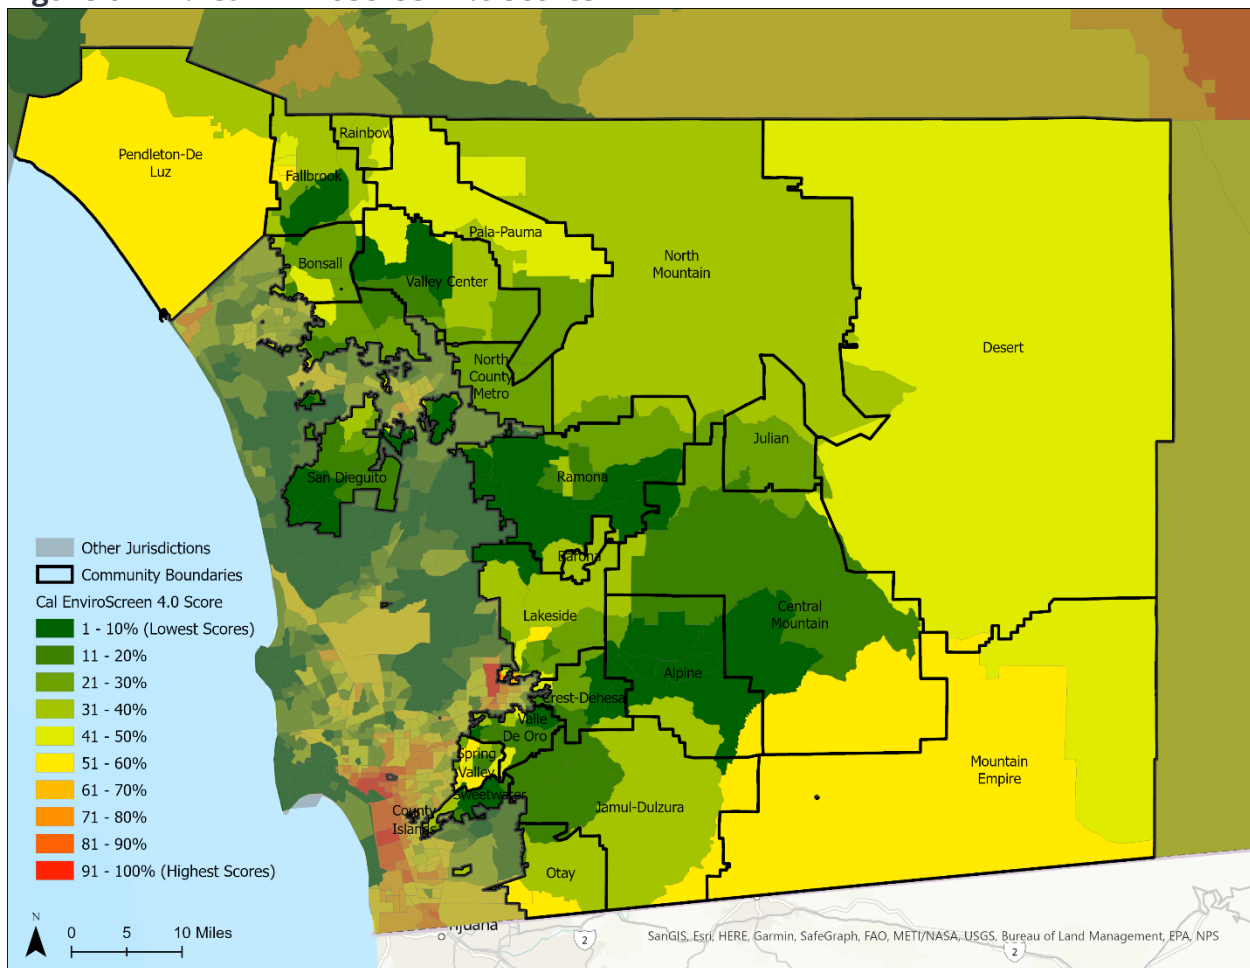 Pendleton-De
Luz
Rainbow
Fallbrook
Pala-Pauma
Bonsall
Valley Center
North
Mountain
Desert
North
County
Metro
Julian
San Dieguito
Ramona
Barona
Lakeside
Central
Mountain
Alpine
Crest-Dehesa
Valle
De Oro
Spring
Valley
Sweetwater
County
Islands
Jamul-Dulzura
Mountain
Empire
Otay
Other Jurisdictions
Community Boundaries
Cal EnviroScreen 4.0 Score
1 - 10% (Lowest Scores)
11 - 20%
21 - 30%
31 - 40%
41 - 50%
51 - 60%
61 - 70%
71 - 80%
81 - 90%
91 - 100% (Highest Scores)
N
0 5 10 Miles
2
2
SanGIS, Esri, HERE, Garmin, SafeGraph, FAO, METI/NASA, USGS, Bureau of Land Management, EPA, NPS